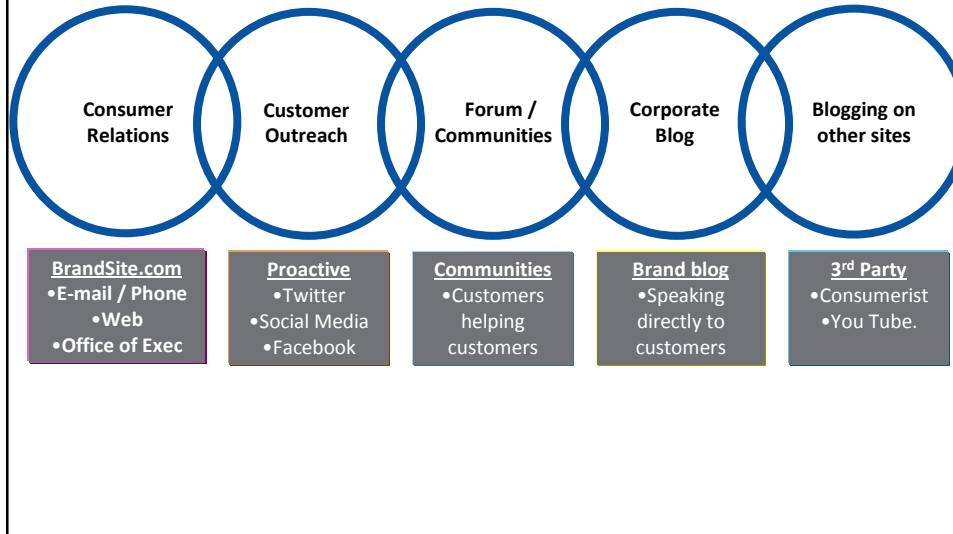 Consumer
Relations
Customer
Outreach
Forum /
Communities
Corporate
Blog
Blogging on
other sites
BrandSite.com
•E-mail / Phone
•Web
•Office of Exec
Proactive
•Twitter
•Social Media
•Facebook
Communities
•Customers
helping
customers
Brand blog
•Speaking
directly to
customers
3rd Party
•Consumerist
•You Tube.